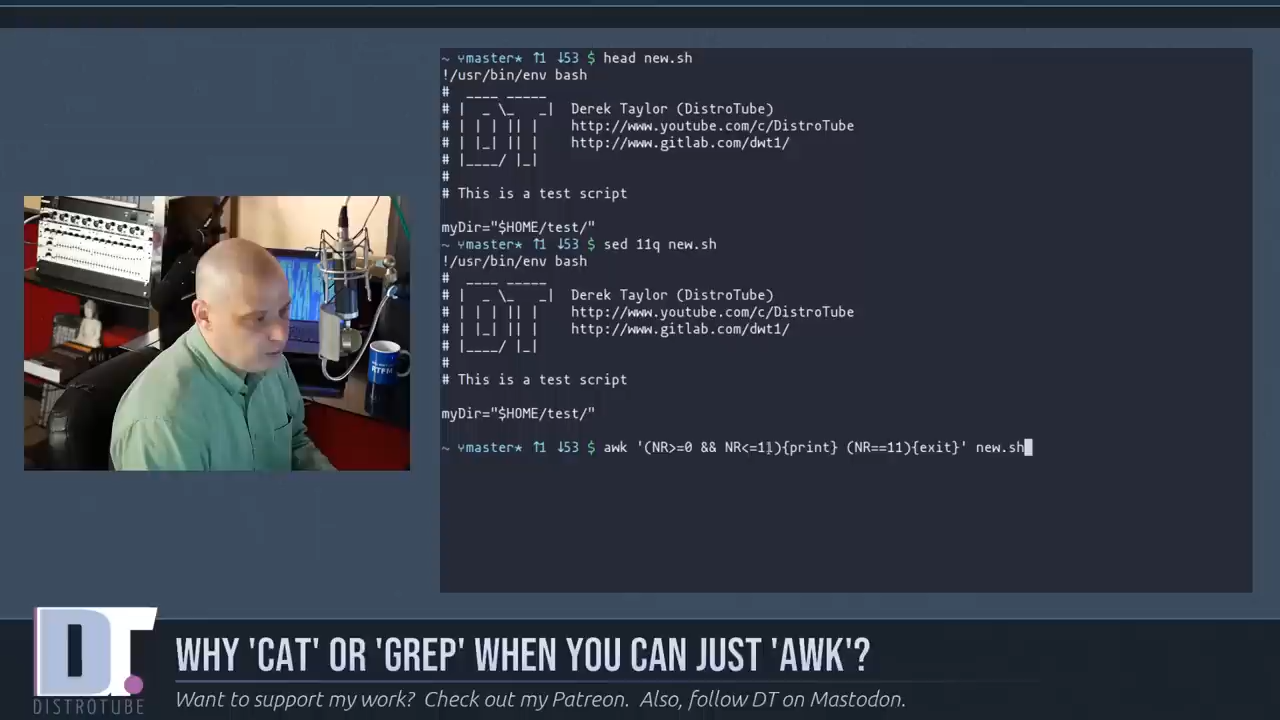 ~ ⑂master* ⇡1 ⇣53 $ head new.sh
!/usr/bin/env bash
#  ____ _____
# |  _ \_   _|  Derek Taylor (DistroTube)
# | | | || |    http://www.youtube.com/c/DistroTube
# | |_| || |    http://www.gitlab.com/dwt1/
# |____/ |_|
#
# This is a test script
myDir="$HOME/test/"
~ ⑂master* ⇡1 ⇣53 $ sed 11q new.sh
!/usr/bin/env bash
#  ____ _____
# |  _ \_   _|  Derek Taylor (DistroTube)
# | | | || |    http://www.youtube.com/c/DistroTube
# | |_| || |    http://www.gitlab.com/dwt1/
# |____/ |_|
#
# This is a test script
myDir="$HOME/test/"
~ ⑂master* ⇡1 ⇣53 $ awk '(NR>=0 && NR<=11){print} (NR==11){exit}' new.sh
RTFM
DT
DISTROTUBE
WHY 'CAT' OR 'GREP' WHEN YOU CAN JUST 'AWK'?
Want to support my work? Check out my Patreon. Also, follow DT on Mastodon.